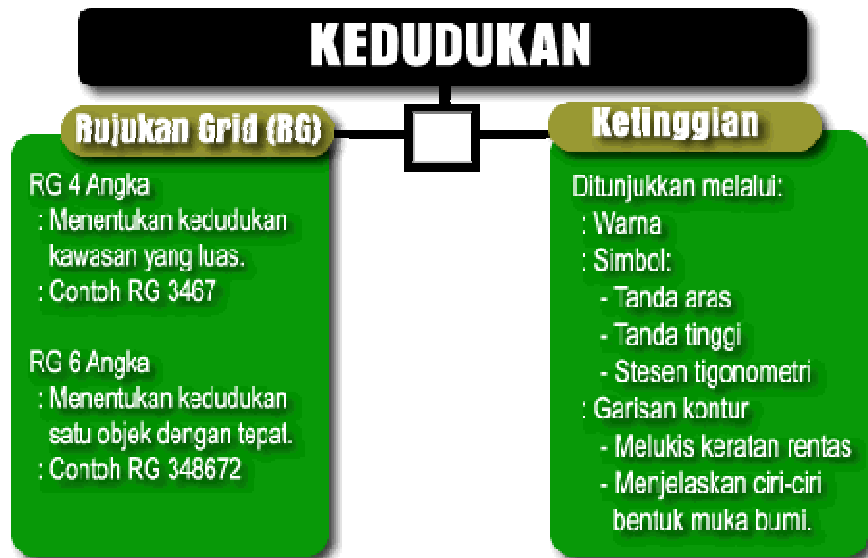 KEDUDUKAN
Rujukan Grid (RG)
RG 4 Angka
: Menentukan kedudukan
kawasan yang luas.
: Contoh RG 3467
RG 6 Angka
: Menentukan kedudukan
satu objek dengan tepat.
: Contoh RG 348672
Ketinggian
Ditunjukkan melalui:
: Warna
: Simbol:
- Tanda aras
- Tanda tinggi
- Stesen tigonometri
: Garisan kontur
- Melukis keratan rentas
- Menjelaskan ciri-ciri
bentuk muka bumi.